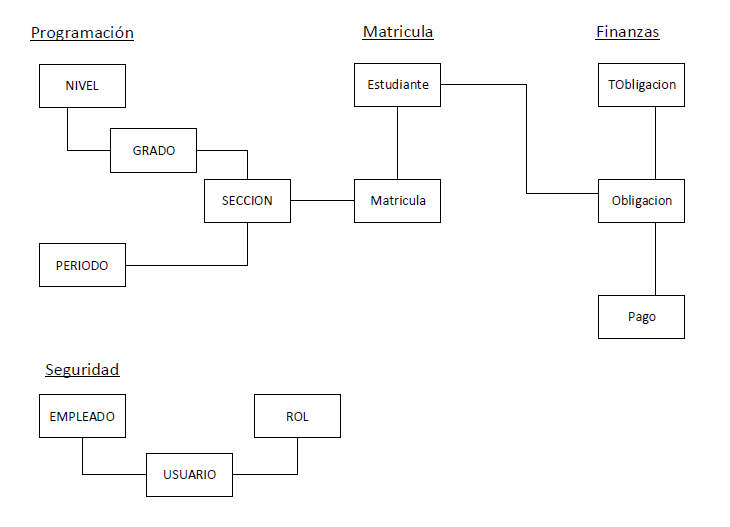 Programación
NIVEL
GRADO
SECCION
PERIODO
Matricula
Estudiante
Matricula
Finanzas
TObligacion
Obligacion
Pago
Seguridad
EMPLEADO
ROL
USUARIO